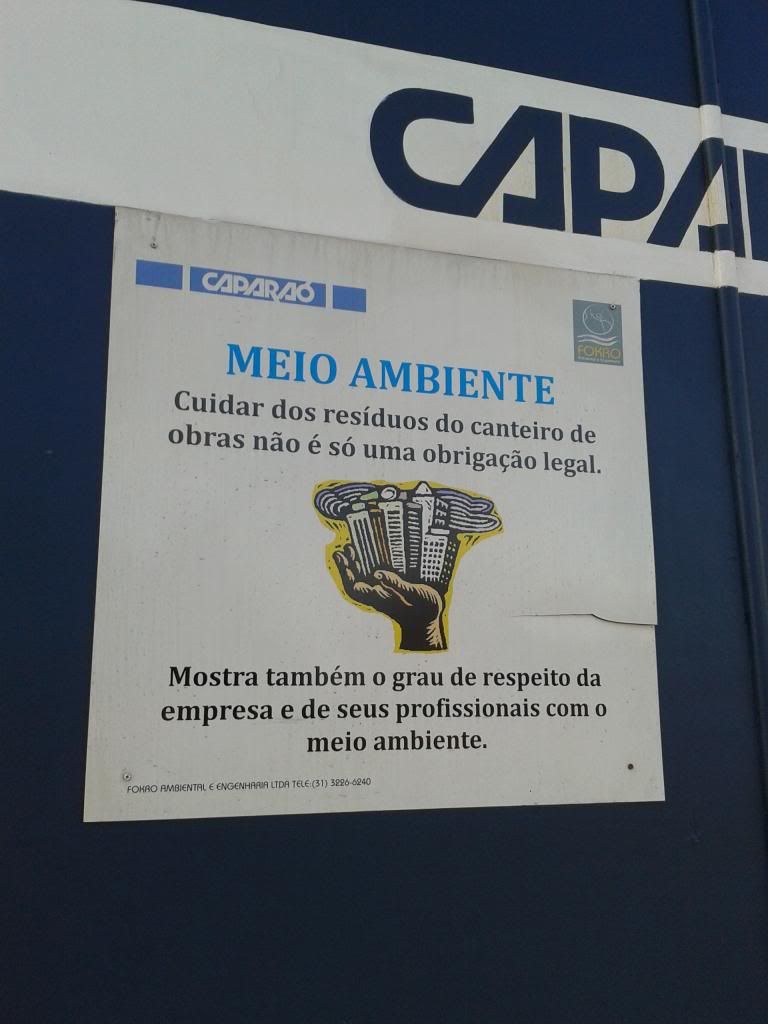 CAPA
CAPARAÓ
FOKRO
MEIO AMBIENTE
Cuidar dos resíduos do canteiro de
obras não é só uma obrigação legal.
Mostra também o grau de respeito da
empresa e de seus profissionais com o
meio ambiente.
FOKRO AMBIENTAL E ENGENHARIA LTDA TELE:(31) 3226-6240